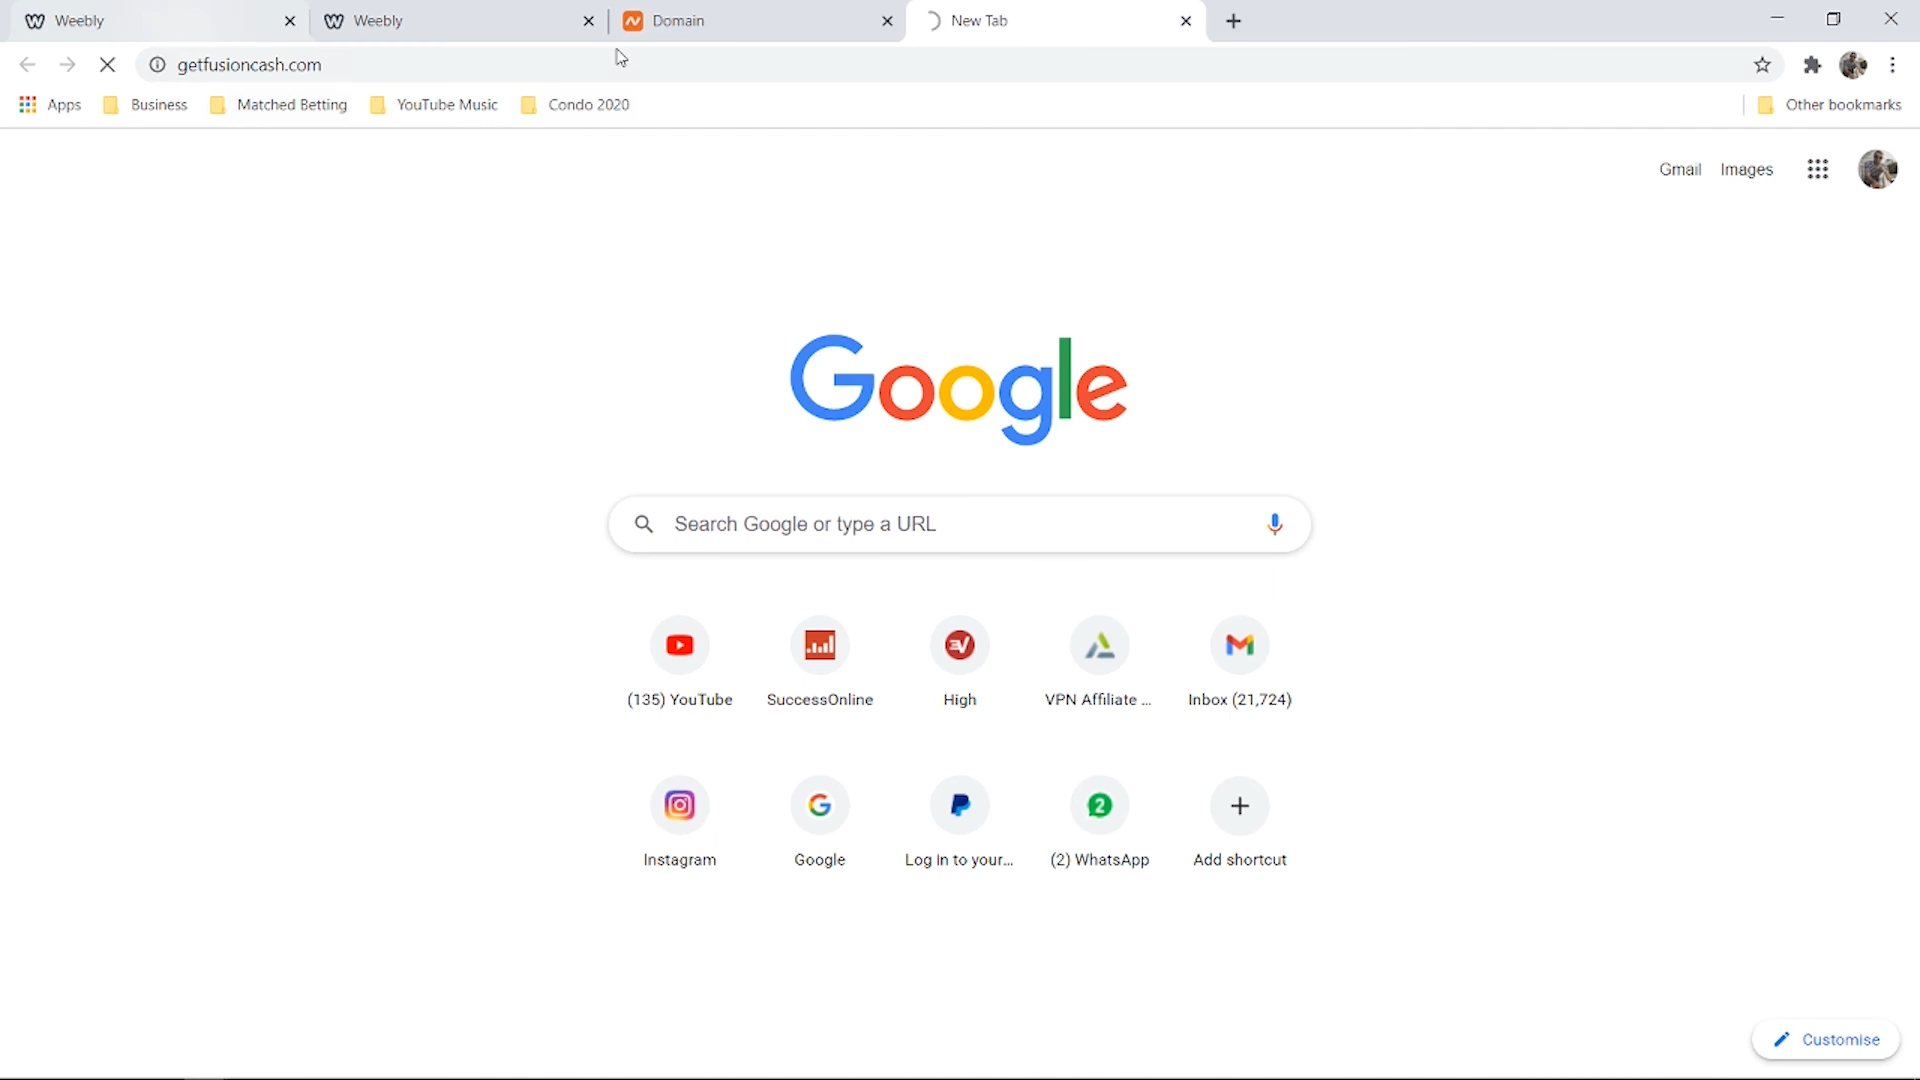 Weebly
Weebly
Domain
New Tab
getfusioncash.com
Apps
Business
Matched Betting
YouTube Music
Condo 2020
Other bookmarks
Gmail
Images
Google
Search Google or type a URL
(135) YouTube
SuccessOnline
High
VPN Affiliate ...
Inbox (21,724)
Instagram
Google
Log in to your...
2
(2) WhatsApp
Add shortcut
Customise